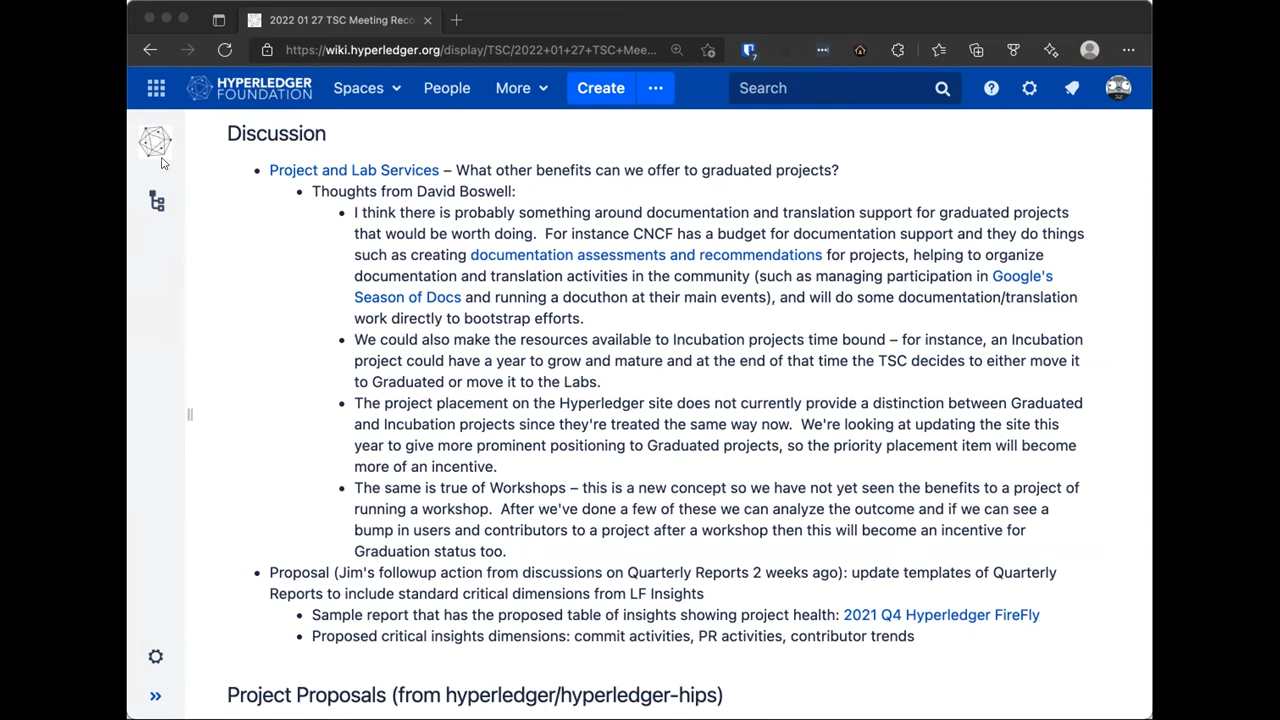 2022 01 27 TSC Meeting Reco
https://wiki.hyperledger.org/display/TSC/2022+01+27+TSC+Mee...
7
HYPERLEDGER
FOUNDATION
Spaces
People
More
Create
Search
Discussion
Project and Lab Services – What other benefits can we offer to graduated projects?
Thoughts from David Boswell:
I think there is probably something around documentation and translation support for graduated projects
that would be worth doing.  For instance CNCF has a budget for documentation support and they do things
such as creating documentation assessments and recommendations for projects, helping to organize
documentation and translation activities in the community (such as managing participation in Google's
Season of Docs and running a docuthon at their main events), and will do some documentation/translation
work directly to bootstrap efforts.
We could also make the resources available to Incubation projects time bound – for instance, an Incubation
project could have a year to grow and mature and at the end of that time the TSC decides to either move it
to Graduated or move it to the Labs.
The project placement on the Hyperledger site does not currently provide a distinction between Graduated
and Incubation projects since they're treated the same way now.  We're looking at updating the site this
year to give more prominent positioning to Graduated projects, so the priority placement item will become
more of an incentive.
The same is true of Workshops – this is a new concept so we have not yet seen the benefits to a project of
running a workshop.  After we've done a few of these we can analyze the outcome and if we can see a
bump in users and contributors to a project after a workshop then this will become an incentive for
Graduation status too.
Proposal (Jim's followup action from discussions on Quarterly Reports 2 weeks ago): update templates of Quarterly
Reports to include standard critical dimensions from LF Insights
Sample report that has the proposed table of insights showing project health: 2021 Q4 Hyperledger FireFly
Proposed critical insights dimensions: commit activities, PR activities, contributor trends
Project Proposals (from hyperledger/hyperledger-hips)